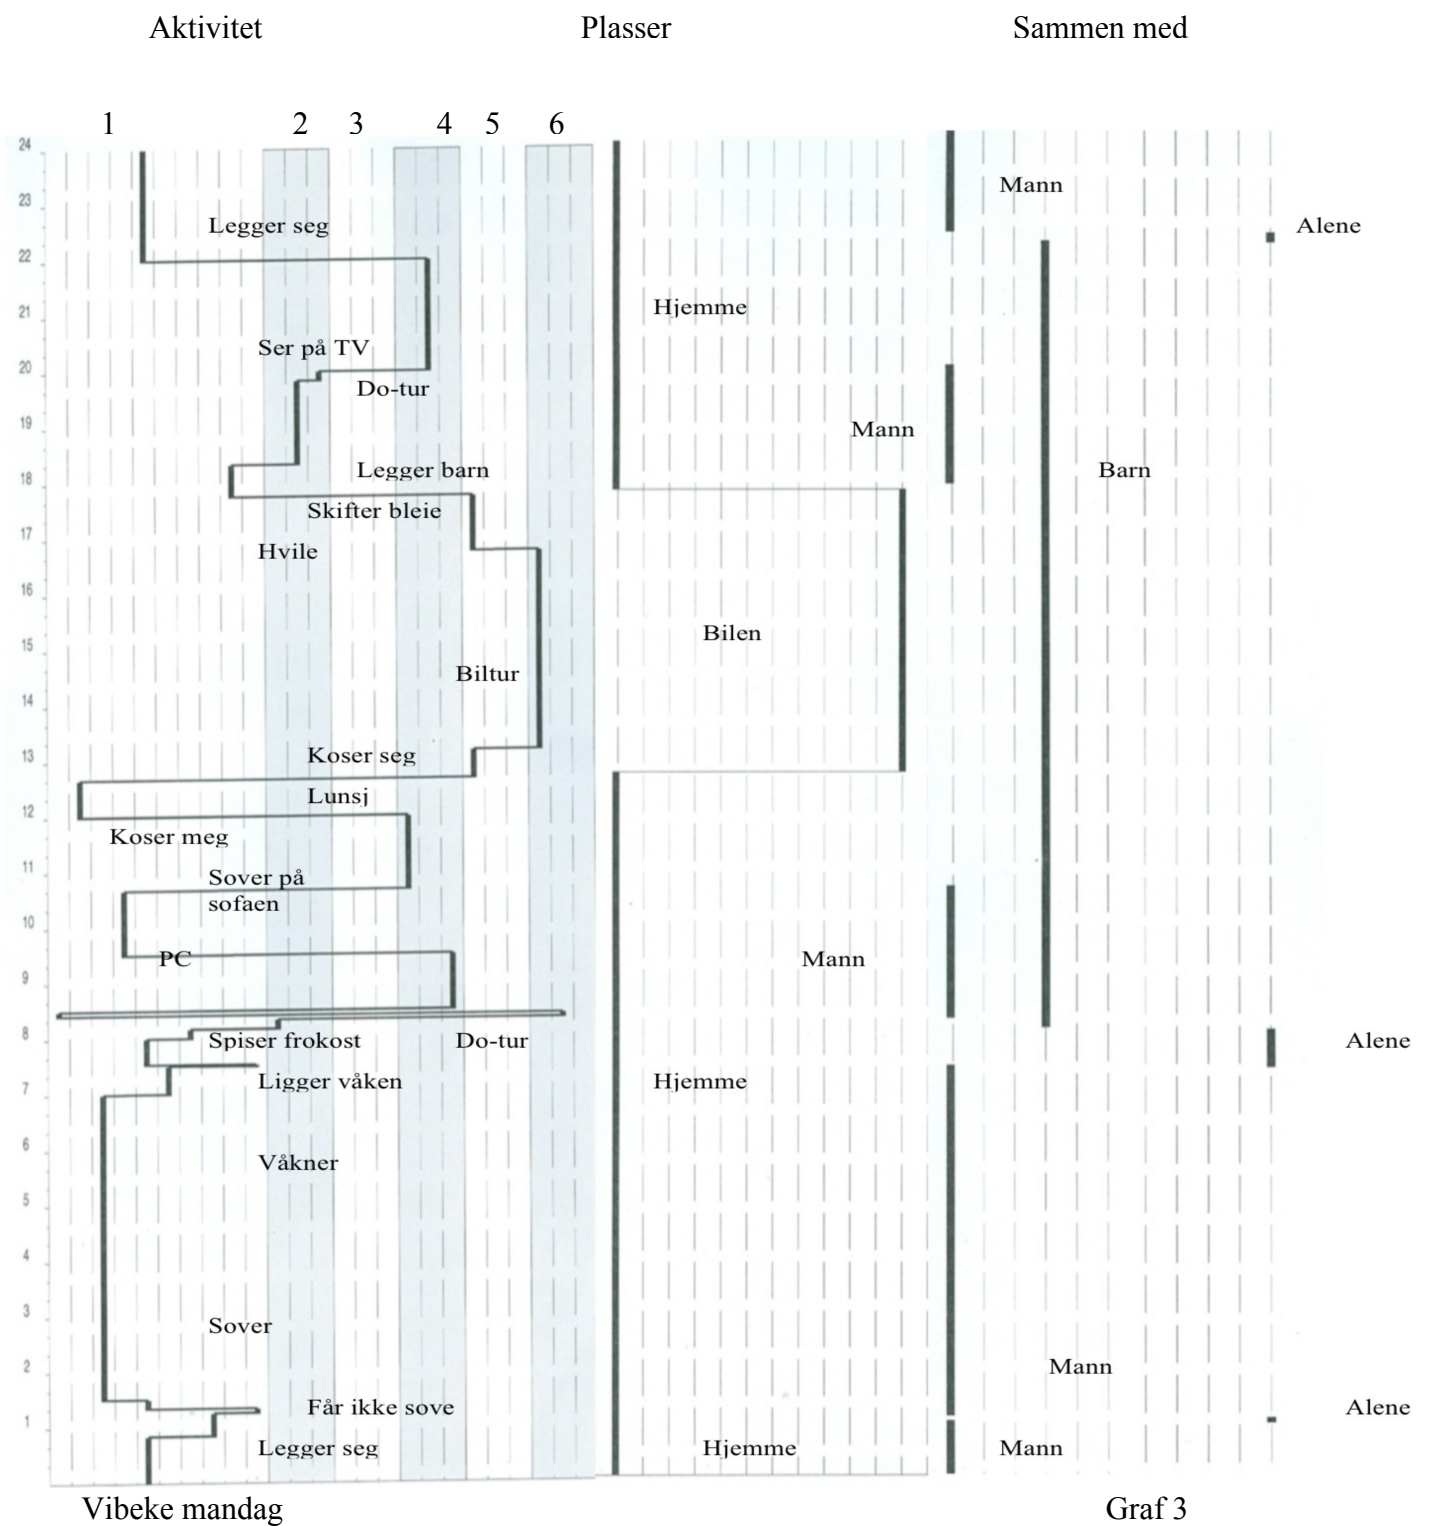 Aktivitet Plasser Sammen med
1 2 3 4 5 6
24
Mann
23
Legger seg Alene
22
Hjemme
21
Ser på TV
20
Do-tur
19 Mann
Legger barn Barn
18
Skifter bleie
17
Hvile
16
15 Bilen
Biltur
14
13 Koser seg
Lunsj
12
Koser meg
11
Sover på
sofaen
10
PC Mann
9
8 Spiser frokost Do-tur Alene
Ligger våken Hjemme
7
6
Våkner
5
4
3
Sover
2 Mann
Får ikke sove Alene
1
Legger seg Hjemme Mann
Vibeke mandag Graf 3